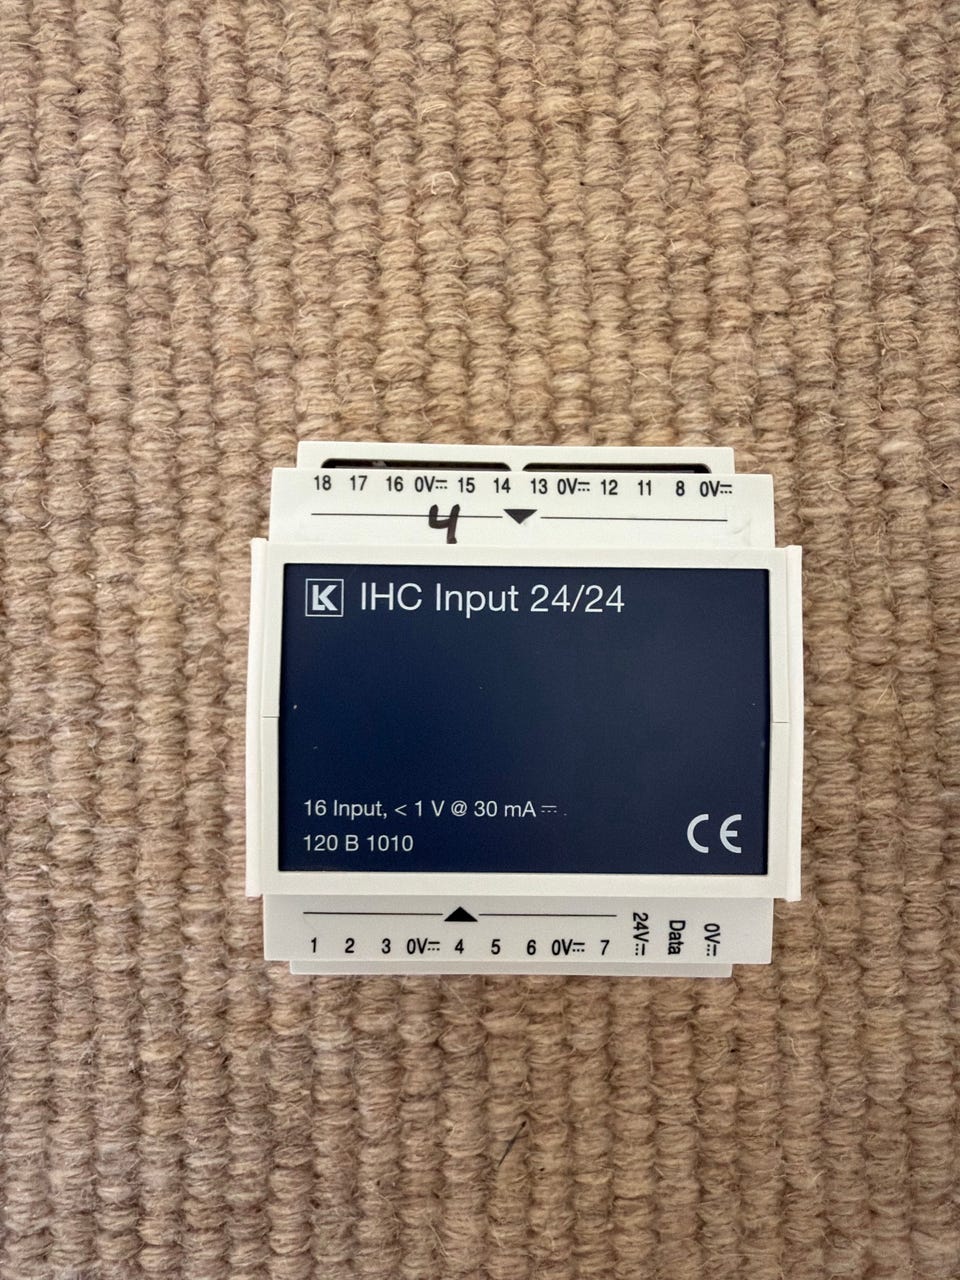 18 17 16 0V⎓ 15 14 13 0V⎓ 12 11 8 0V⎓
4
LK IHC Input 24/24
16 Input, < 1 V @ 30 mA ⎓
120 B 1010
CE
1 2 3 0V⎓ 4 5 6 0V⎓ 7 24V⎓ Data 0V⎓